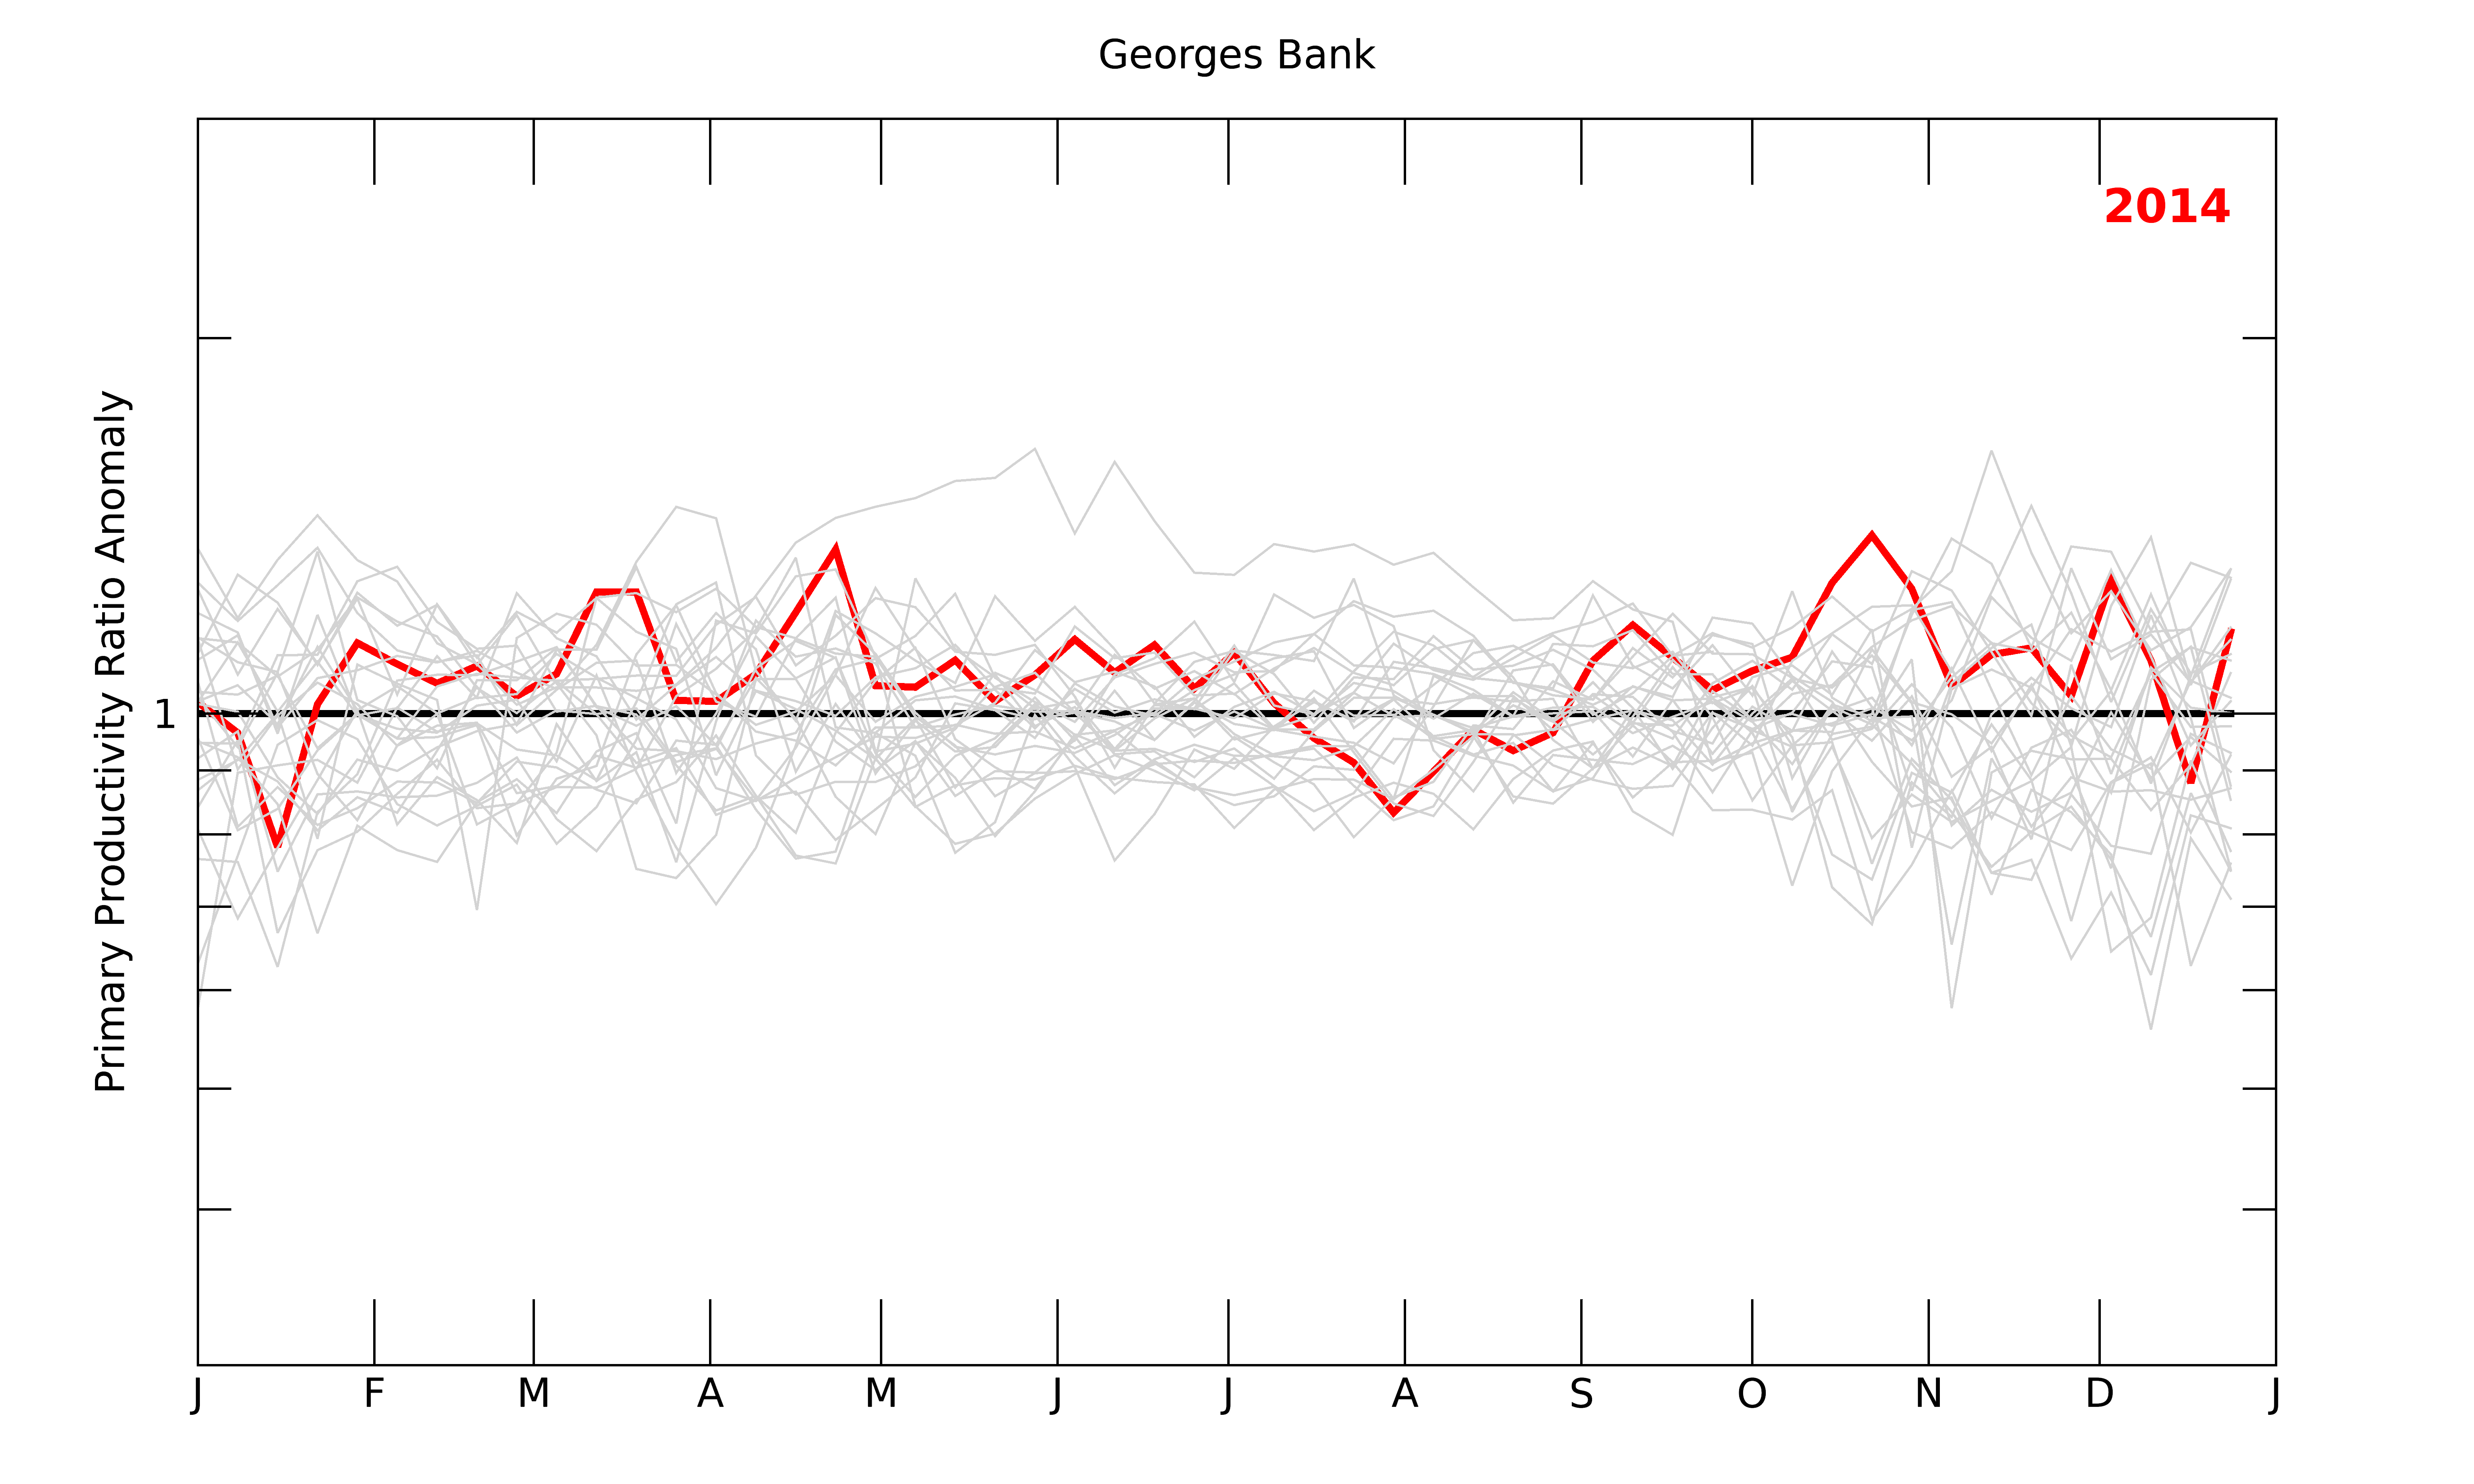 Georges Bank
2014
Primary Productivity Ratio Anomaly
1
J F M A M J J A S O N D J